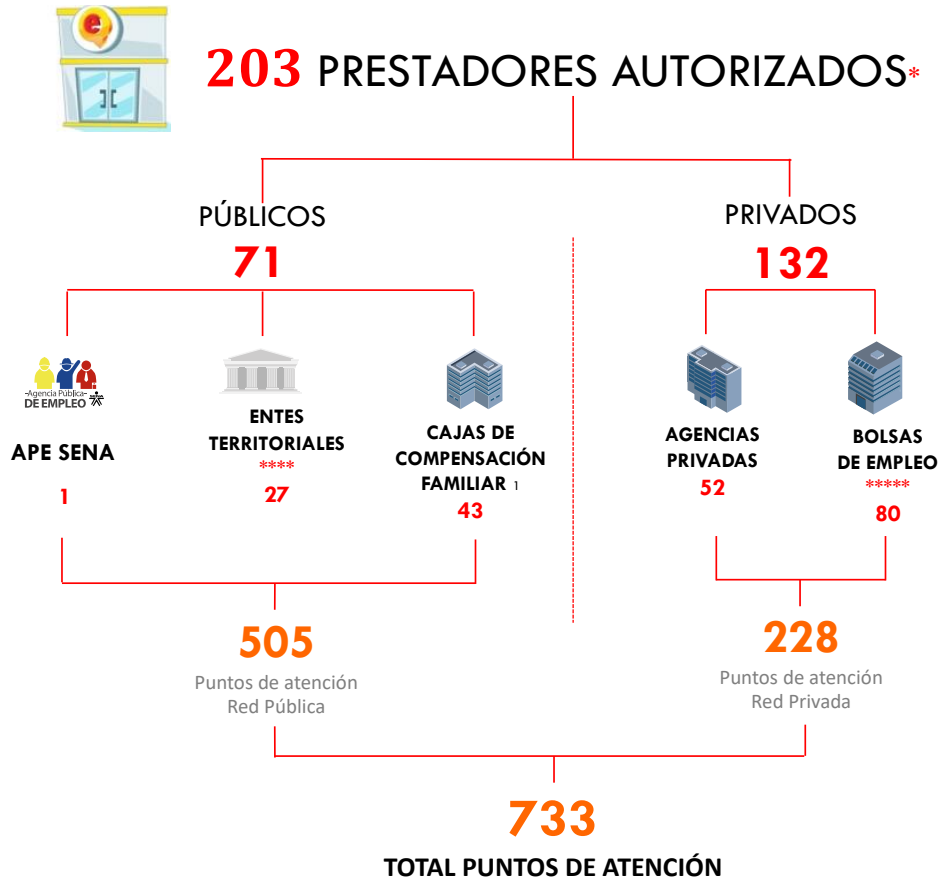 e
203 PRESTADORES AUTORIZADOS*
PÚBLICOS
71
PRIVADOS
132
-Agencia Pública-
DE EMPLEO
APE SENA
1
ENTES
TERRITORIALES
****
27
CAJAS DE
COMPENSACIÓN
FAMILIAR 1
43
AGENCIAS
PRIVADAS
52
BOLSAS
DE EMPLEO
*****
80
505
Puntos de atención
Red Pública
228
Puntos de atención
Red Privada
733
TOTAL PUNTOS DE ATENCIÓN